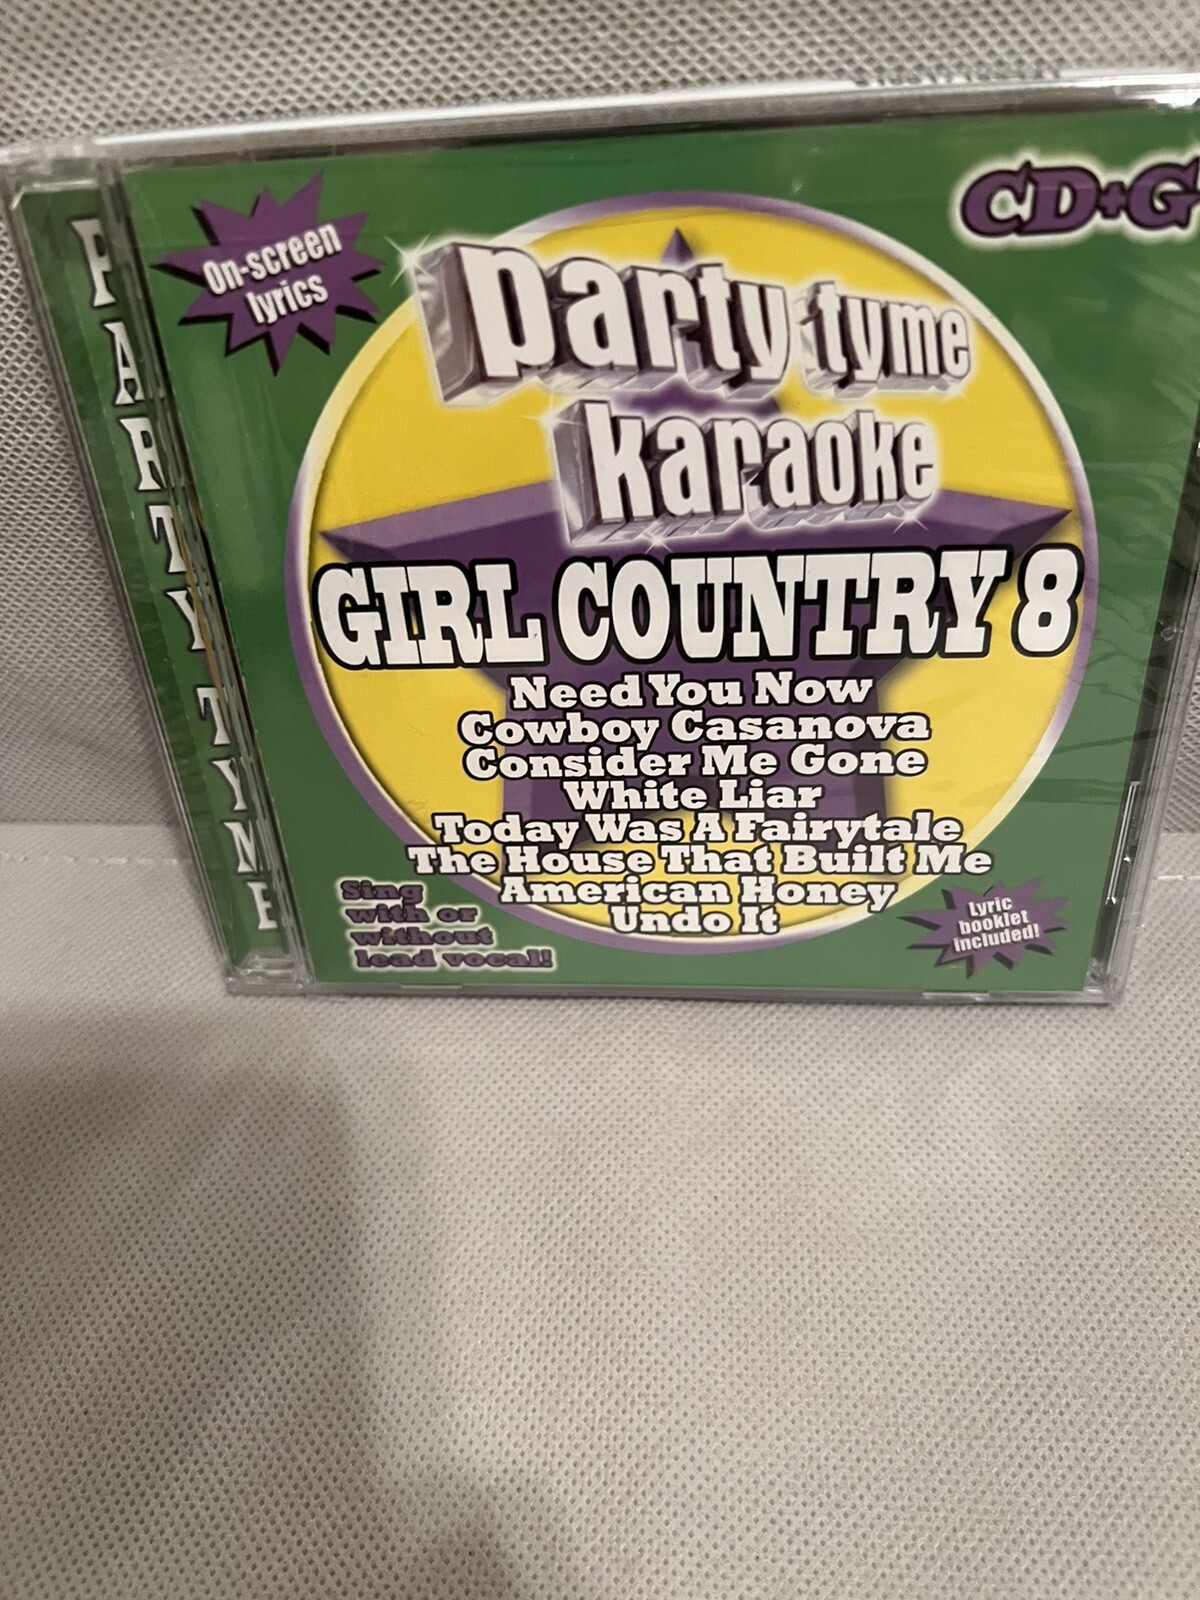 PARTY TYME
On-screen
lyrics
CD+G
party tyme
karaoke
GIRL COUNTRY 8
Need You Now
Cowboy Casanova
Consider Me Gone
White Liar
Today Was A Fairytale
The House That Built Me
American Honey
Undo It
Sing
with or
without
lead vocal!
Lyric
booklet
included!